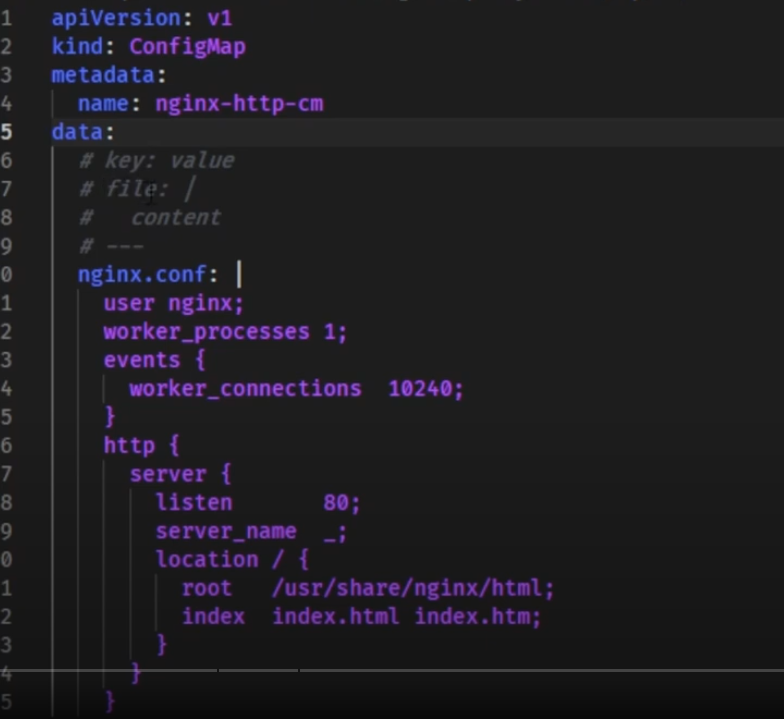 1 apiVersion: v1
2 kind: ConfigMap
3 metadata:
4   name: nginx-http-cm
5 data:
6   # key: value
7   # file: |
8   #   content
9   # ---
0   nginx.conf: |
1     user nginx;
2     worker_processes 1;
3     events {
4       worker_connections  10240;
5     }
6     http {
7       server {
8         listen       80;
9         server_name  _;
0         location / {
1           root   /usr/share/nginx/html;
2           index  index.html index.htm;
3         }
4       }
5     }